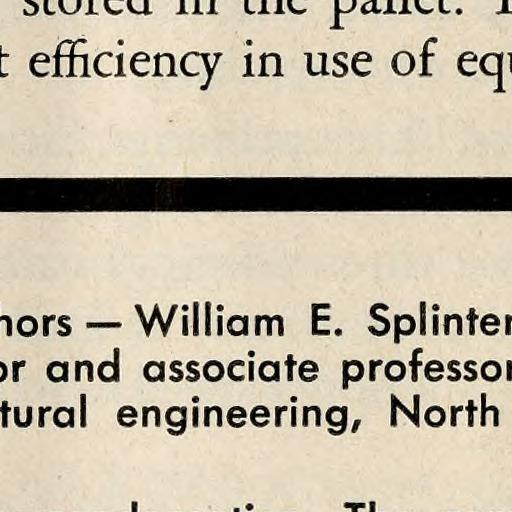 stored in the pallet.
t efficiency in use of equ
hors — William E. Splinter
or and associate professor
tural engineering, North